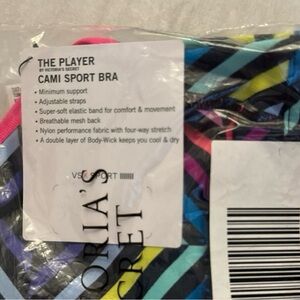 THE PLAYER
BY VICTORIA'S SECRET
CAMI SPORT BRA
• Minimum support
• Adjustable straps
• Super-soft elastic band for comfort & movement
• Breathable mesh back
• Nylon performance fabric with four-way stretch
• A double layer of Body-Wick keeps you cool & dry
VSX SPORT
ORIA'S
CRET